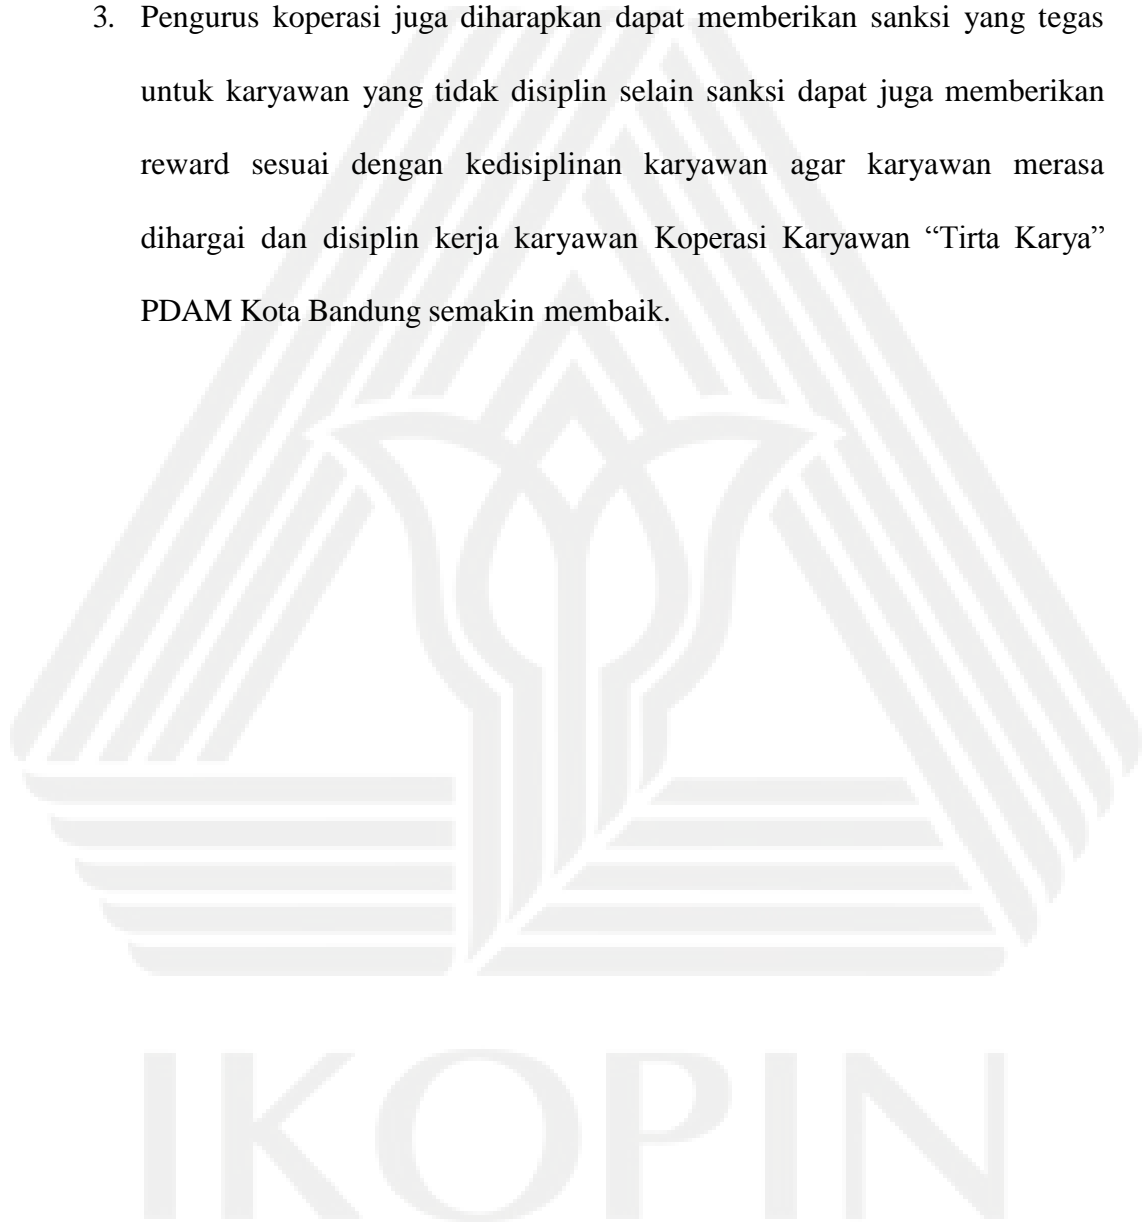 3. Pengurus koperasi juga diharapkan dapat memberikan sanksi yang tegas
untuk karyawan yang tidak disiplin selain sanksi dapat juga memberikan
reward sesuai dengan kedisiplinan karyawan agar karyawan merasa
dihargai dan disiplin kerja karyawan Koperasi Karyawan “Tirta Karya”
PDAM Kota Bandung semakin membaik.
IKOPIN